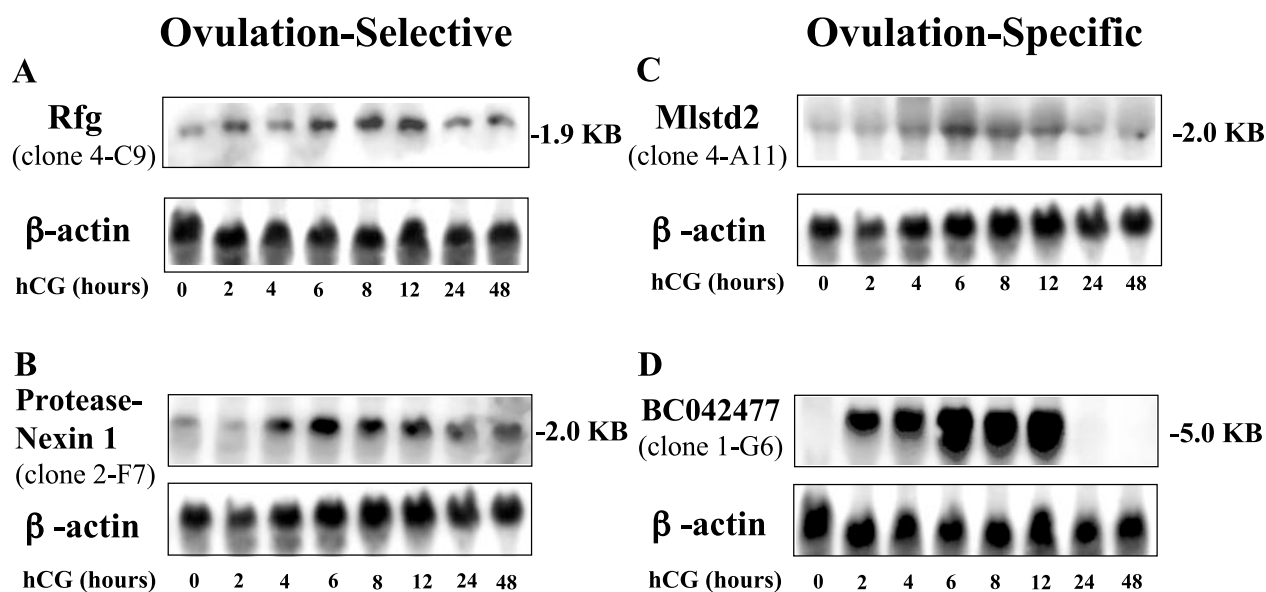 Ovulation-Selective
A
Rfg
(clone 4-C9)
-1.9 KB
β-actin
hCG (hours) 0 2 4 6 8 12 24 48
B
Protease-
Nexin 1
(clone 2-F7)
-2.0 KB
β -actin
hCG (hours) 0 2 4 6 8 12 24 48
Ovulation-Specific
C
Mlstd2
(clone 4-A11)
-2.0 KB
β -actin
hCG (hours) 0 2 4 6 8 12 24 48
D
BC042477
(clone 1-G6)
-5.0 KB
β -actin
hCG (hours) 0 2 4 6 8 12 24 48